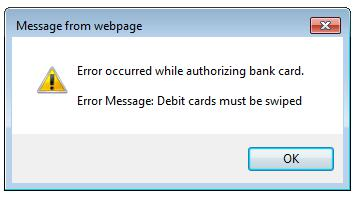 Message from webpage
Error occurred while authorizing bank card.
Error Message: Debit cards must be swiped
OK